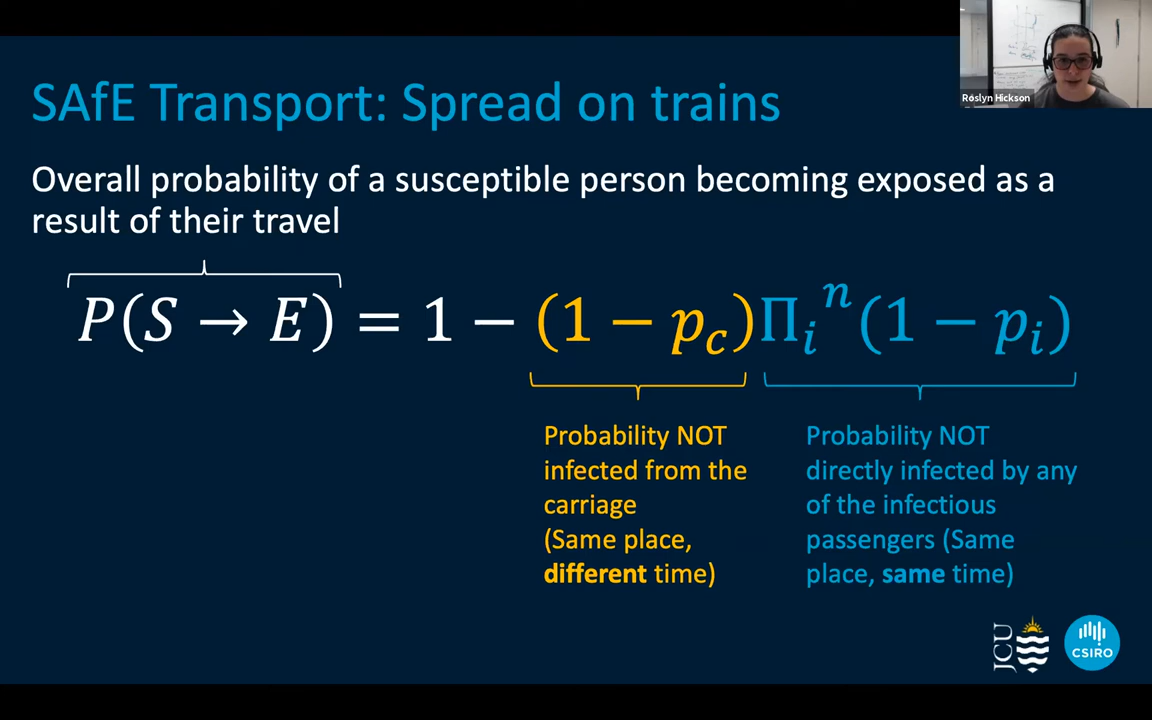 Roslyn Hickson
SAfE Transport: Spread on trains
Overall probability of a susceptible person becoming exposed as a
result of their travel
P(S → E) = 1 − (1 − p_c)Π_i^n(1 − p_i)
Probability NOT
infected from the
carriage
(Same place,
different time)
Probability NOT
directly infected by any
of the infectious
passengers (Same
place, same time)
JCU
CSIRO